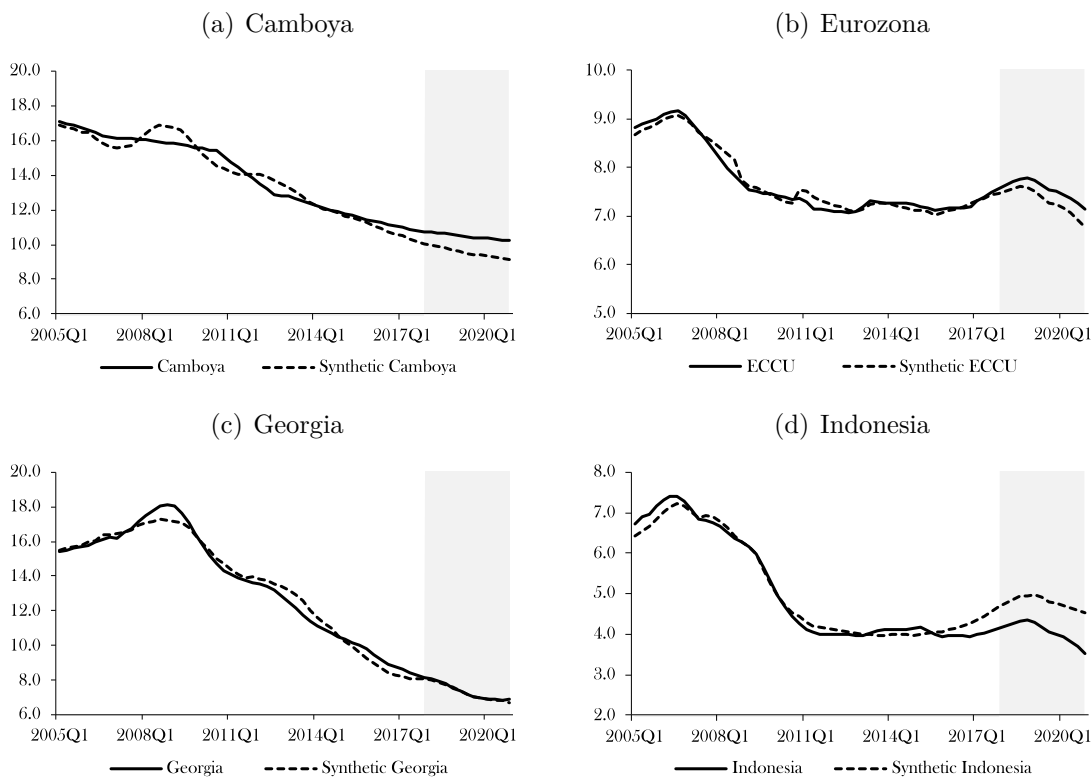 (a) Camboya
20.0
18.0
16.0
14.0
12.0
10.0
8.0
6.0
2005Q1 2008Q1 2011Q1 2014Q1 2017Q1 2020Q1
Camboya Synthetic Camboya
(b) Eurozona
10.0
9.0
8.0
7.0
6.0
5.0
2005Q1 2008Q1 2011Q1 2014Q1 2017Q1 2020Q1
ECCU Synthetic ECCU
(c) Georgia
20.0
18.0
16.0
14.0
12.0
10.0
8.0
6.0
2005Q1 2008Q1 2011Q1 2014Q1 2017Q1 2020Q1
Georgia Synthetic Georgia
(d) Indonesia
8.0
7.0
6.0
5.0
4.0
3.0
2.0
2005Q1 2008Q1 2011Q1 2014Q1 2017Q1 2020Q1
Indonesia Synthetic Indonesia